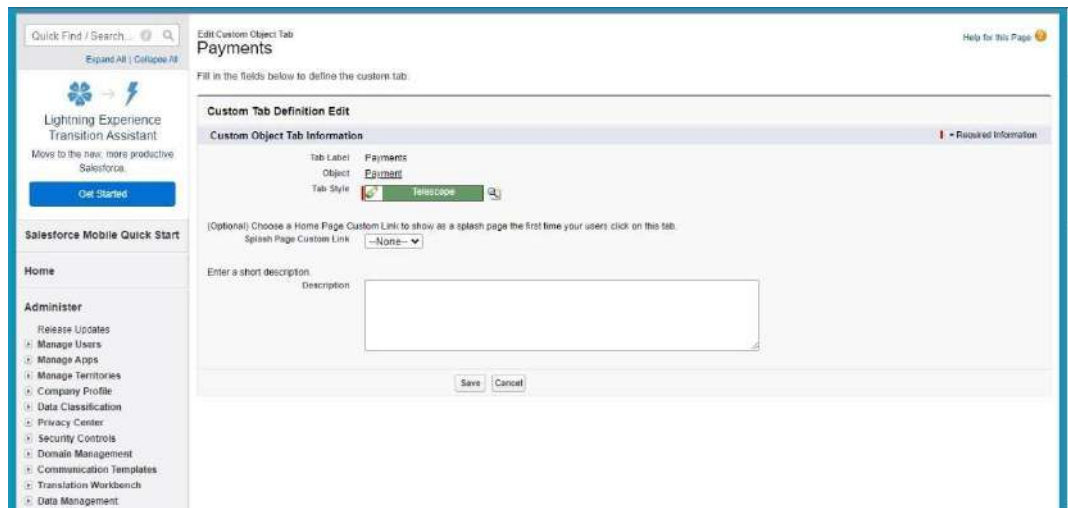 Quick Find / Search...
Expand All | Collapse All
Lightning Experience
Transition Assistant
Move to the new, more productive
Salesforce.
Get Started
Salesforce Mobile Quick Start
Home
Administer
Release Updates
Manage Users
Manage Apps
Manage Territories
Company Profile
Data Classification
Privacy Center
Security Controls
Domain Management
Communication Templates
Translation Workbench
Data Management
Edit Custom Object Tab
Payments
Help for this Page
Fill in the fields below to define the custom tab.
Custom Tab Definition Edit
Custom Object Tab Information
= Required Information
Tab Label Payments
Object Payment
Tab Style Telescope
(Optional) Choose a Home Page Custom Link to show as a splash page the first time your users click on this tab.
Splash Page Custom Link --None--
Enter a short description.
Description
Save Cancel